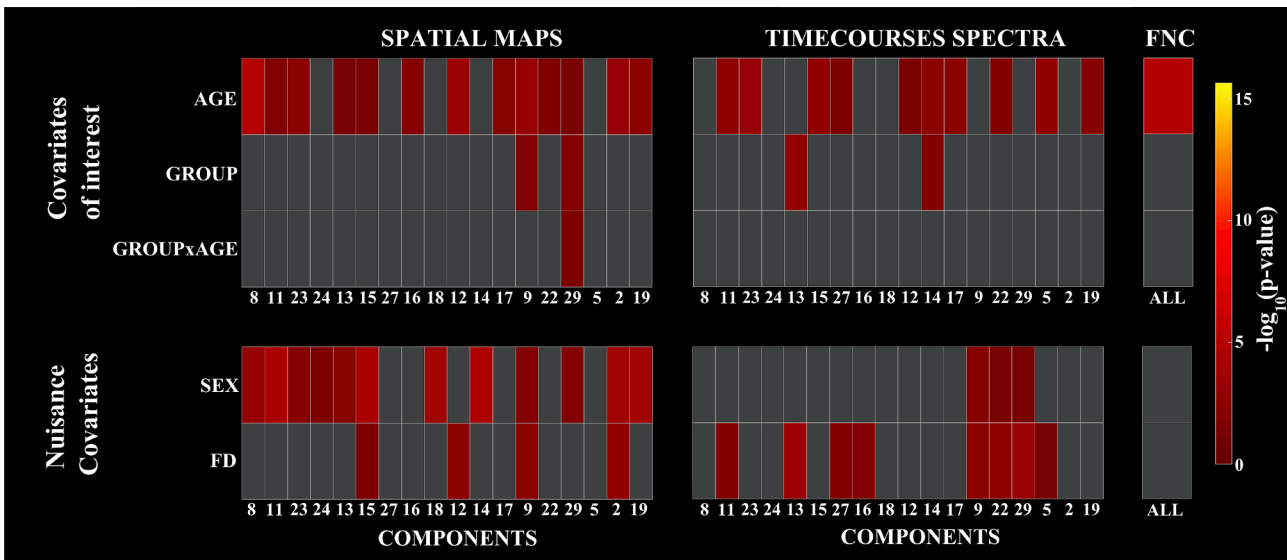 SPATIAL MAPS
TIMECOURSES SPECTRA
FNC
Covariates
of interest
AGE
GROUP
GROUPxAGE
8 11 23 24 13 15 27 16 18 12 14 17 9 22 29 5 2 19
8 11 23 24 13 15 27 16 18 12 14 17 9 22 29 5 2 19
ALL
Nuisance
Covariates
SEX
FD
8 11 23 24 13 15 27 16 18 12 14 17 9 22 29 5 2 19
8 11 23 24 13 15 27 16 18 12 14 17 9 22 29 5 2 19
ALL
COMPONENTS
COMPONENTS
15
10
5
0
-log10 (p-value)